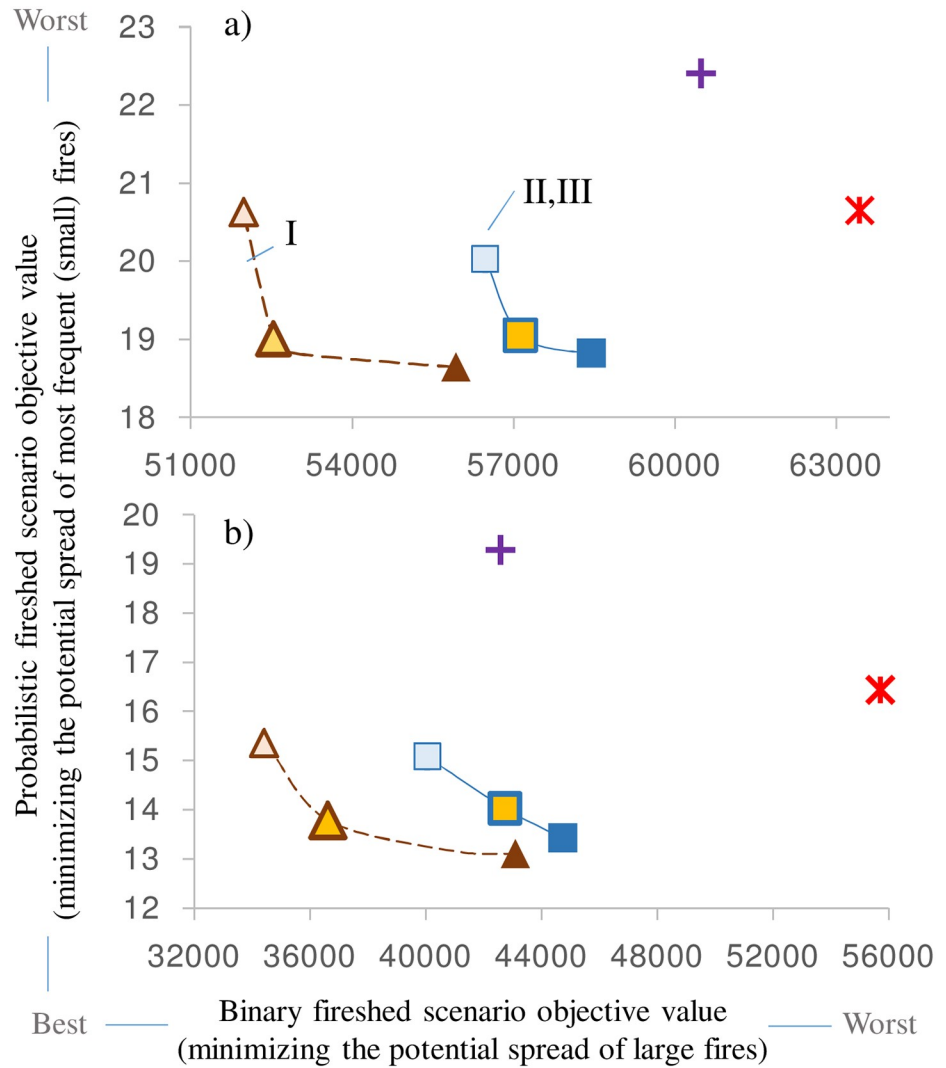 Worst
Probabilistic fireshed scenario objective value
(minimizing the potential spread of most frequent (small) fires)
Best
a)
23
22
21
20
19
18
I
II,III
51000 54000 57000 60000 63000
b)
20
19
18
17
16
15
14
13
12
32000 36000 40000 44000 48000 52000 56000
Binary fireshed scenario objective value
(minimizing the potential spread of large fires)
Worst